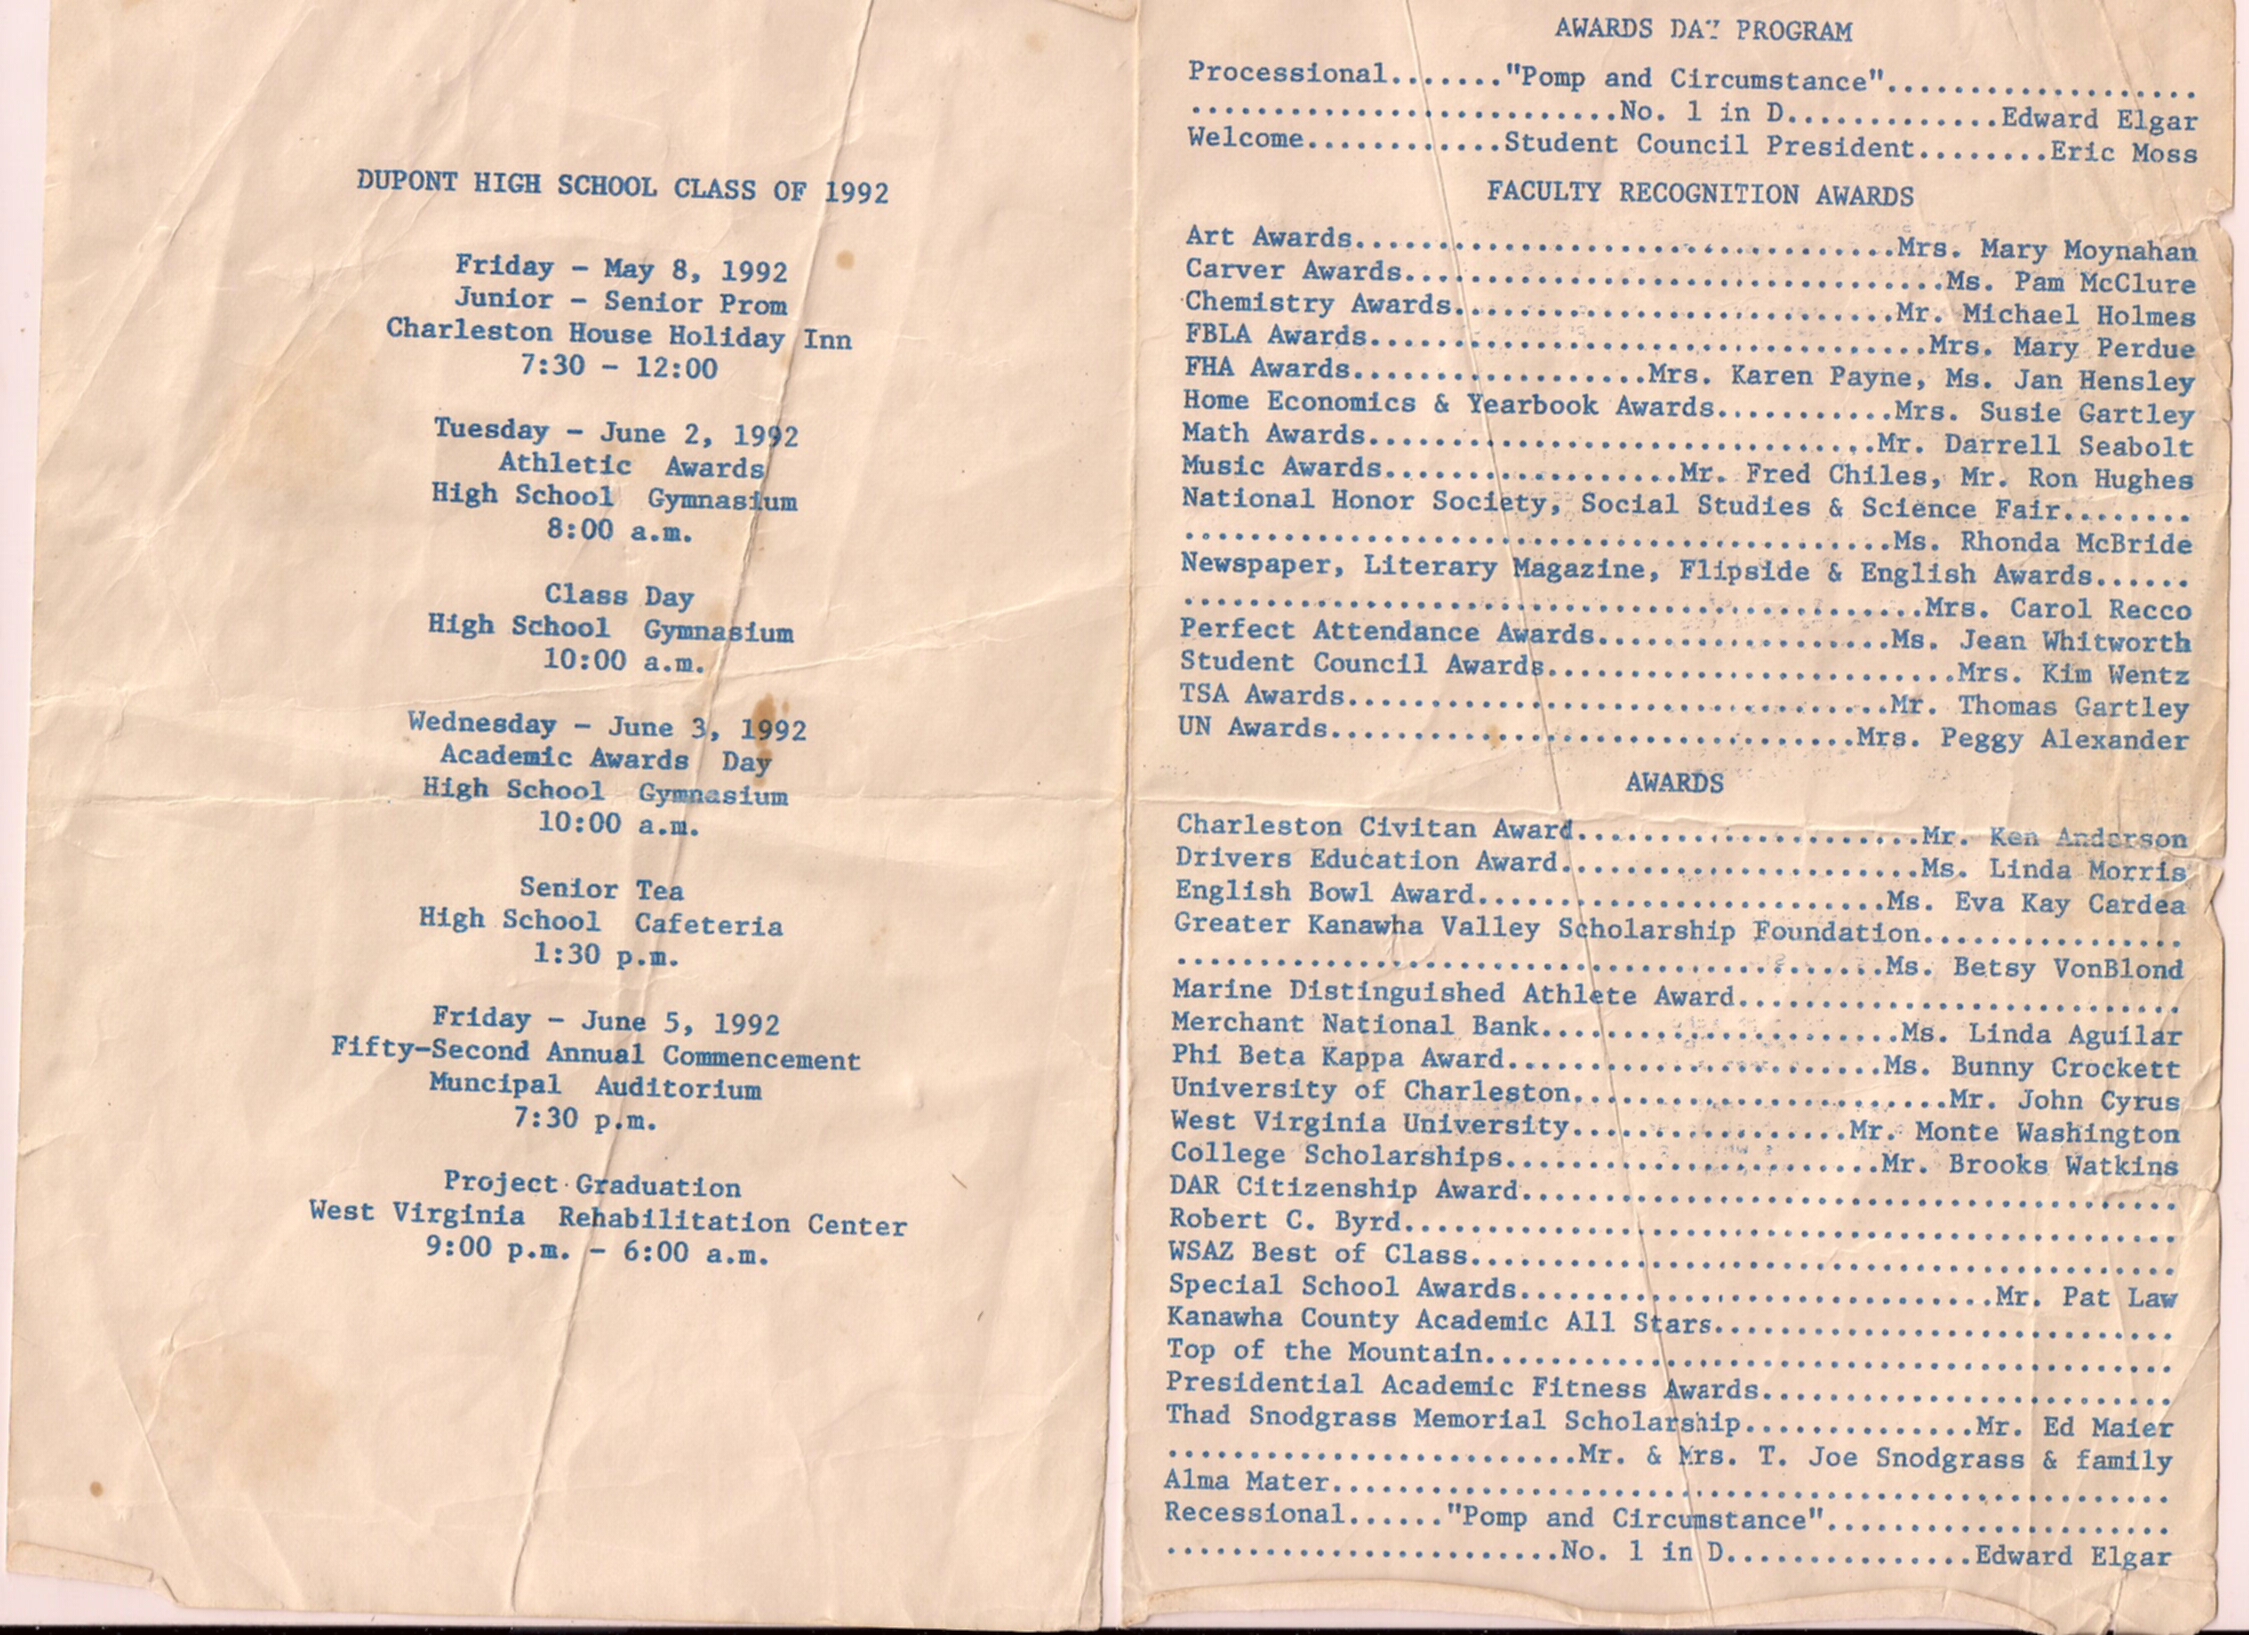 DUPONT HIGH SCHOOL CLASS OF 1992
Friday - May 8, 1992
Junior - Senior Prom
Charleston House Holiday Inn
7:30 - 12:00
Tuesday - June 2, 1992
Athletic Awards
High School Gymnasium
8:00 a.m.
Class Day
High School Gymnasium
10:00 a.m.
Wednesday - June 3, 1992
Academic Awards Day
High School Gymnasium
10:00 a.m.
Senior Tea
High School Cafeteria
1:30 p.m.
Friday - June 5, 1992
Fifty-Second Annual Commencement
Muncipal Auditorium
7:30 p.m.
Project Graduation
West Virginia Rehabilitation Center
9:00 p.m. - 6:00 a.m.
AWARDS DAY PROGRAM
Processional......."Pomp and Circumstance"...................
..........................No. 1 in D.............Edward Elgar
Welcome............Student Council President........Eric Moss
FACULTY RECOGNITION AWARDS
Art Awards.................................Mrs. Mary Moynahan
Carver Awards.................................Ms. Pam McClure
Chemistry Awards...........................Mr. Michael Holmes
FBLA Awards..................................Mrs. Mary Perdue
FHA Awards..................Mrs. Karen Payne, Ms. Jan Hensley
Home Economics & Yearbook Awards...........Mrs. Susie Gartley
Math Awards...............................Mr. Darrell Seabolt
Music Awards..................Mr. Fred Chiles, Mr. Ron Hughes
National Honor Society, Social Studies & Science Fair........
...........................................Ms. Rhonda McBride
Newspaper, Literary Magazine, Flipside & English Awards......
.............................................Mrs. Carol Recco
Perfect Attendance Awards..................Ms. Jean Whitworth
Student Council Awards.........................Mrs. Kim Wentz
TSA Awards.................................Mr. Thomas Gartley
UN Awards................................Mrs. Peggy Alexander
AWARDS
Charleston Civitan Award.....................Mr. Ken Anderson
Drivers Education Award......................Ms. Linda Morris
English Bowl Award.........................Ms. Eva Kay Cardea
Greater Kanawha Valley Scholarship Foundation................
...........................................Ms. Betsy VonBlond
Marine Distinguished Athlete Award...........................
Merchant National Bank......................Ms. Linda Aguilar
Phi Beta Kappa Award.......................Ms. Bunny Crockett
University of Charleston.......................Mr. John Cyrus
West Virginia University.................Mr. Monte Washington
College Scholarships.......................Mr. Brooks Watkins
DAR Citizenship Award........................................
Robert C. Byrd...............................................
WSAZ Best of Class...........................................
Special School Awards.............................Mr. Pat Law
Kanawha County Academic All Stars............................
Top of the Mountain..........................................
Presidential Academic Fitness Awards.........................
Thad Snodgrass Memorial Scholarship..............Mr. Ed Maier
.........................Mr. & Mrs. T. Joe Snodgrass & family
Alma Mater...................................................
Recessional......"Pomp and Circumstance".....................
........................No. 1 in D...............Edward Elgar